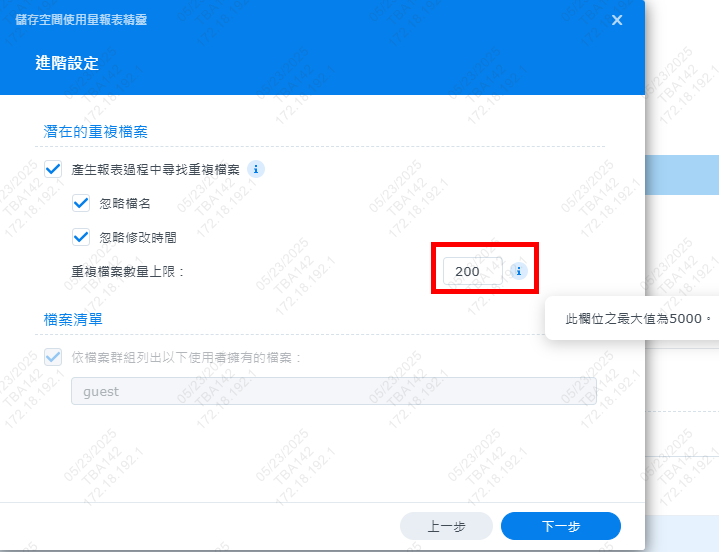 儲存空間使用量報表精靈
進階設定
潛在的重複檔案
產生報表過程中尋找重複檔案
忽略檔名
忽略修改時間
重複檔案數量上限：
200
此欄位之最大值為5000。
檔案清單
依檔案群組列出以下使用者擁有的檔案：
guest
上一步
下一步
05/23/2025
TBA142
172.18.192.1